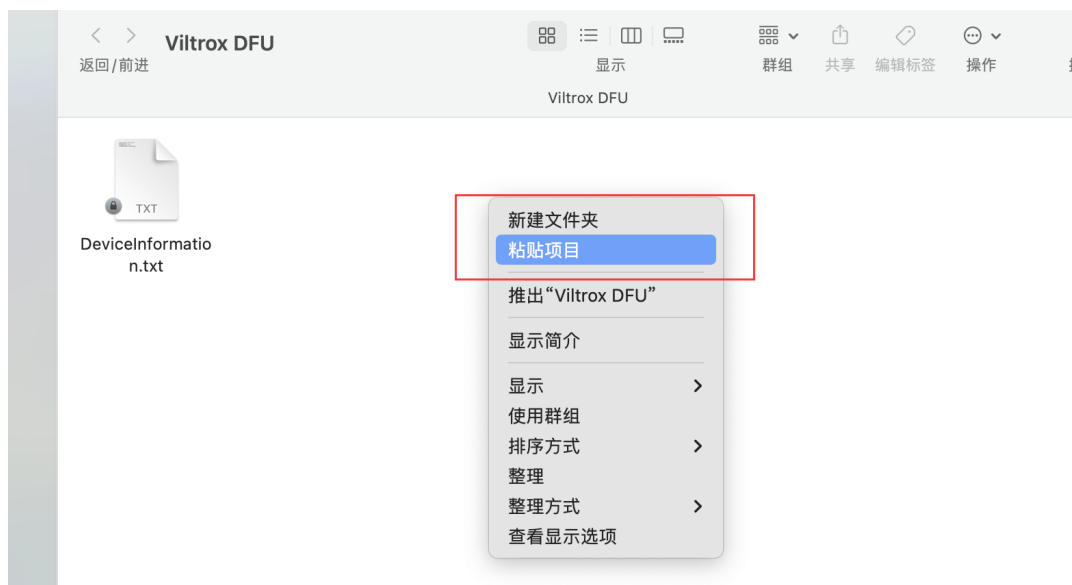 Viltrox DFU
返回/前进
显示
群组
共享
编辑标签
操作
Viltrox DFU
TXT
DeviceInformatio
n.txt
新建文件夹
粘贴项目
推出“Viltrox DFU”
显示简介
显示
使用群组
排序方式
整理
整理方式
查看显示选项